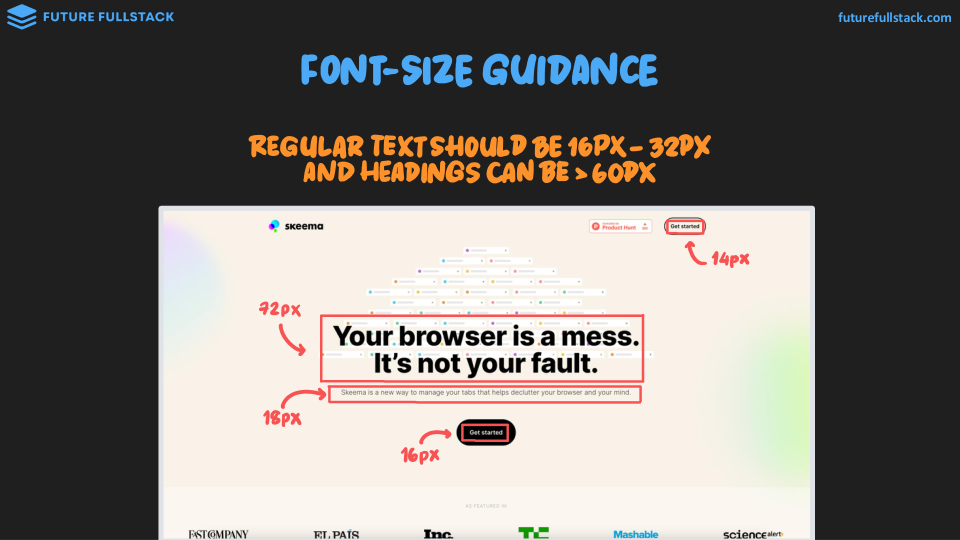 FUTURE FULLSTACK
futurefullstack.com
FONT-SIZE GUIDANCE
REGULAR TEXT SHOULD BE 16PX - 32PX
AND HEADINGS CAN BE > 60PX
skeema
Product Hunt
Get started
14px
72px
Your browser is a mess.
It's not your fault.
Skeema is a new way to manage your tabs that helps declutter your browser and your mind.
18px
Get started
16px
AS FEATURED IN
FAST COMPANY
EL PAÍS
Inc.
TC
Mashable
sciencealert